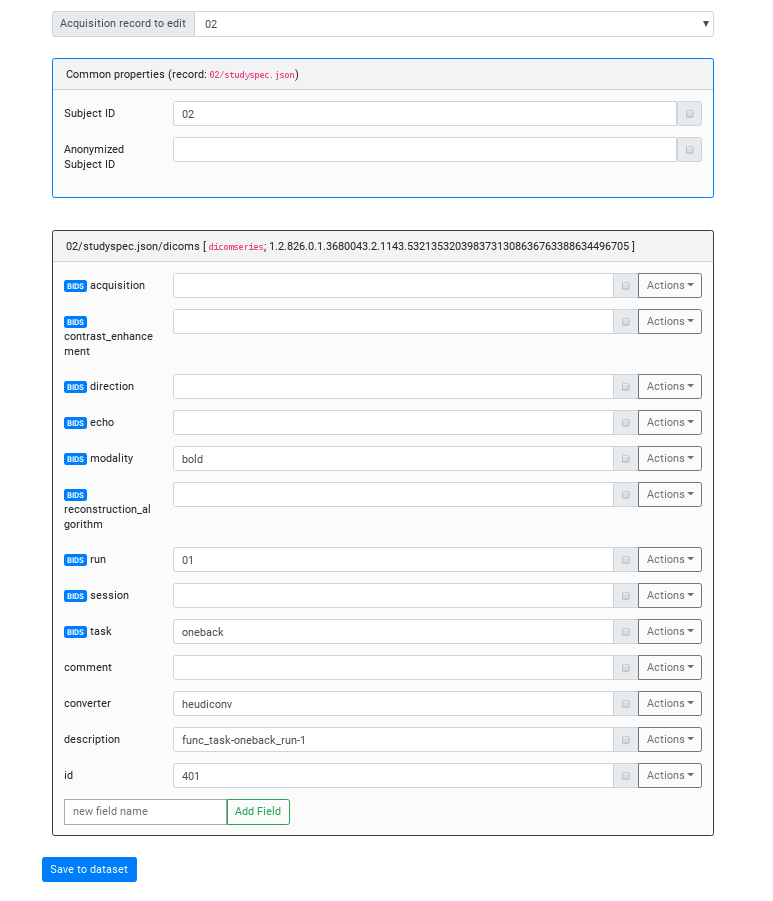 Acquisition record to edit 02
Common properties (record: 02/studyspec.json)
Subject ID 02
Anonymized
Subject ID
02/studyspec.json/dicoms [ dicomseries; 1.2.826.0.1.3680043.2.1143.5321353203983731308636763388634496705 ]
BIDS acquisition Actions
BIDS Actions
contrast_enhance
ment
BIDS direction Actions
BIDS echo Actions
BIDS modality bold Actions
BIDS Actions
reconstruction_al
gorithm
BIDS run 01 Actions
BIDS session Actions
BIDS task oneback Actions
comment Actions
converter heudiconv Actions
description func_task-oneback_run-1 Actions
id 401 Actions
new field name Add Field
Save to dataset